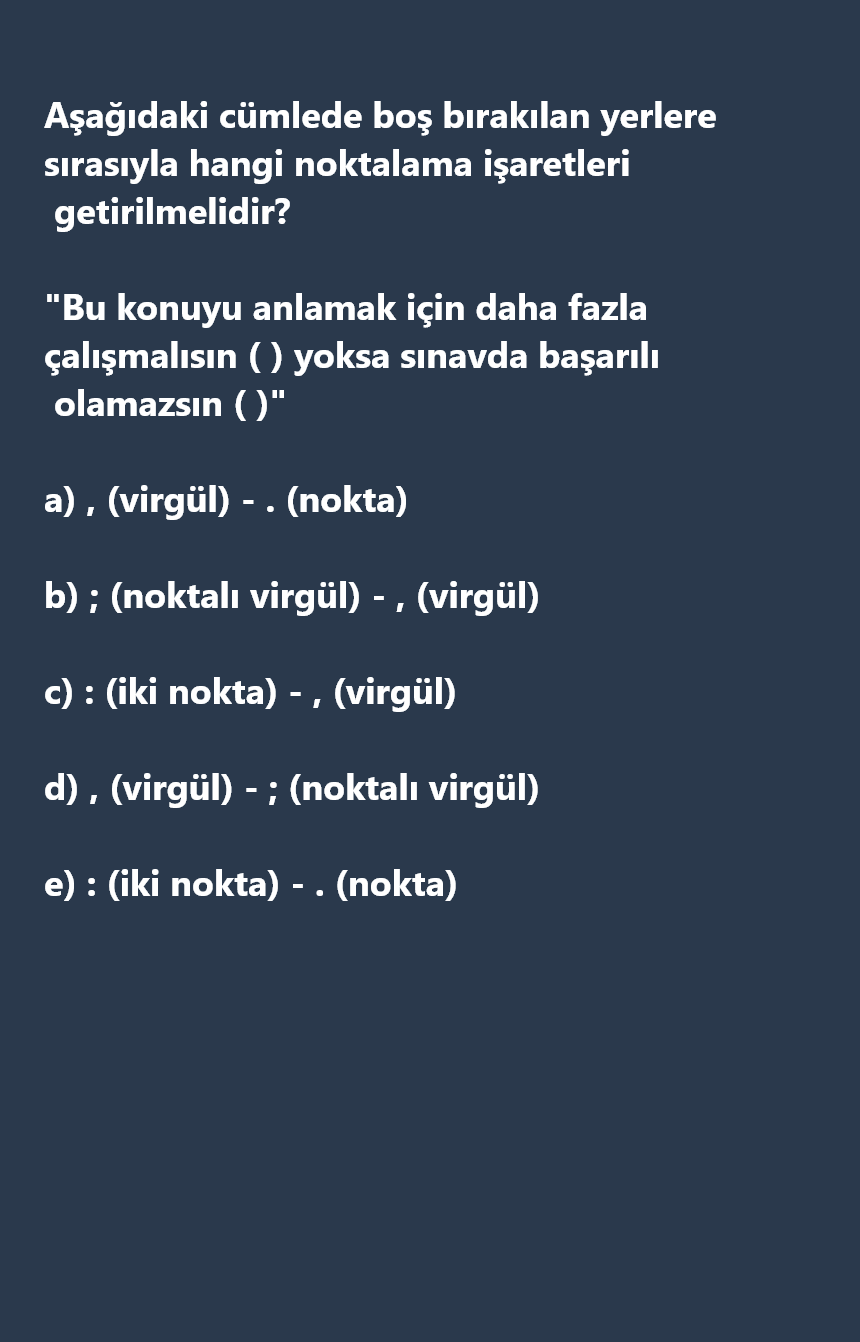 Aşağıdaki cümlede boş bırakılan yerlere
sırasıyla hangi noktalama işaretleri
getirilmelidir?
"Bu konuyu anlamak için daha fazla
çalışmalısın ( ) yoksa sınavda başarılı
olamazsın ( )"
a) , (virgül) - . (nokta)
b) ; (noktalı virgül) - , (virgül)
c) : (iki nokta) - , (virgül)
d) , (virgül) - ; (noktalı virgül)
e) : (iki nokta) - . (nokta)